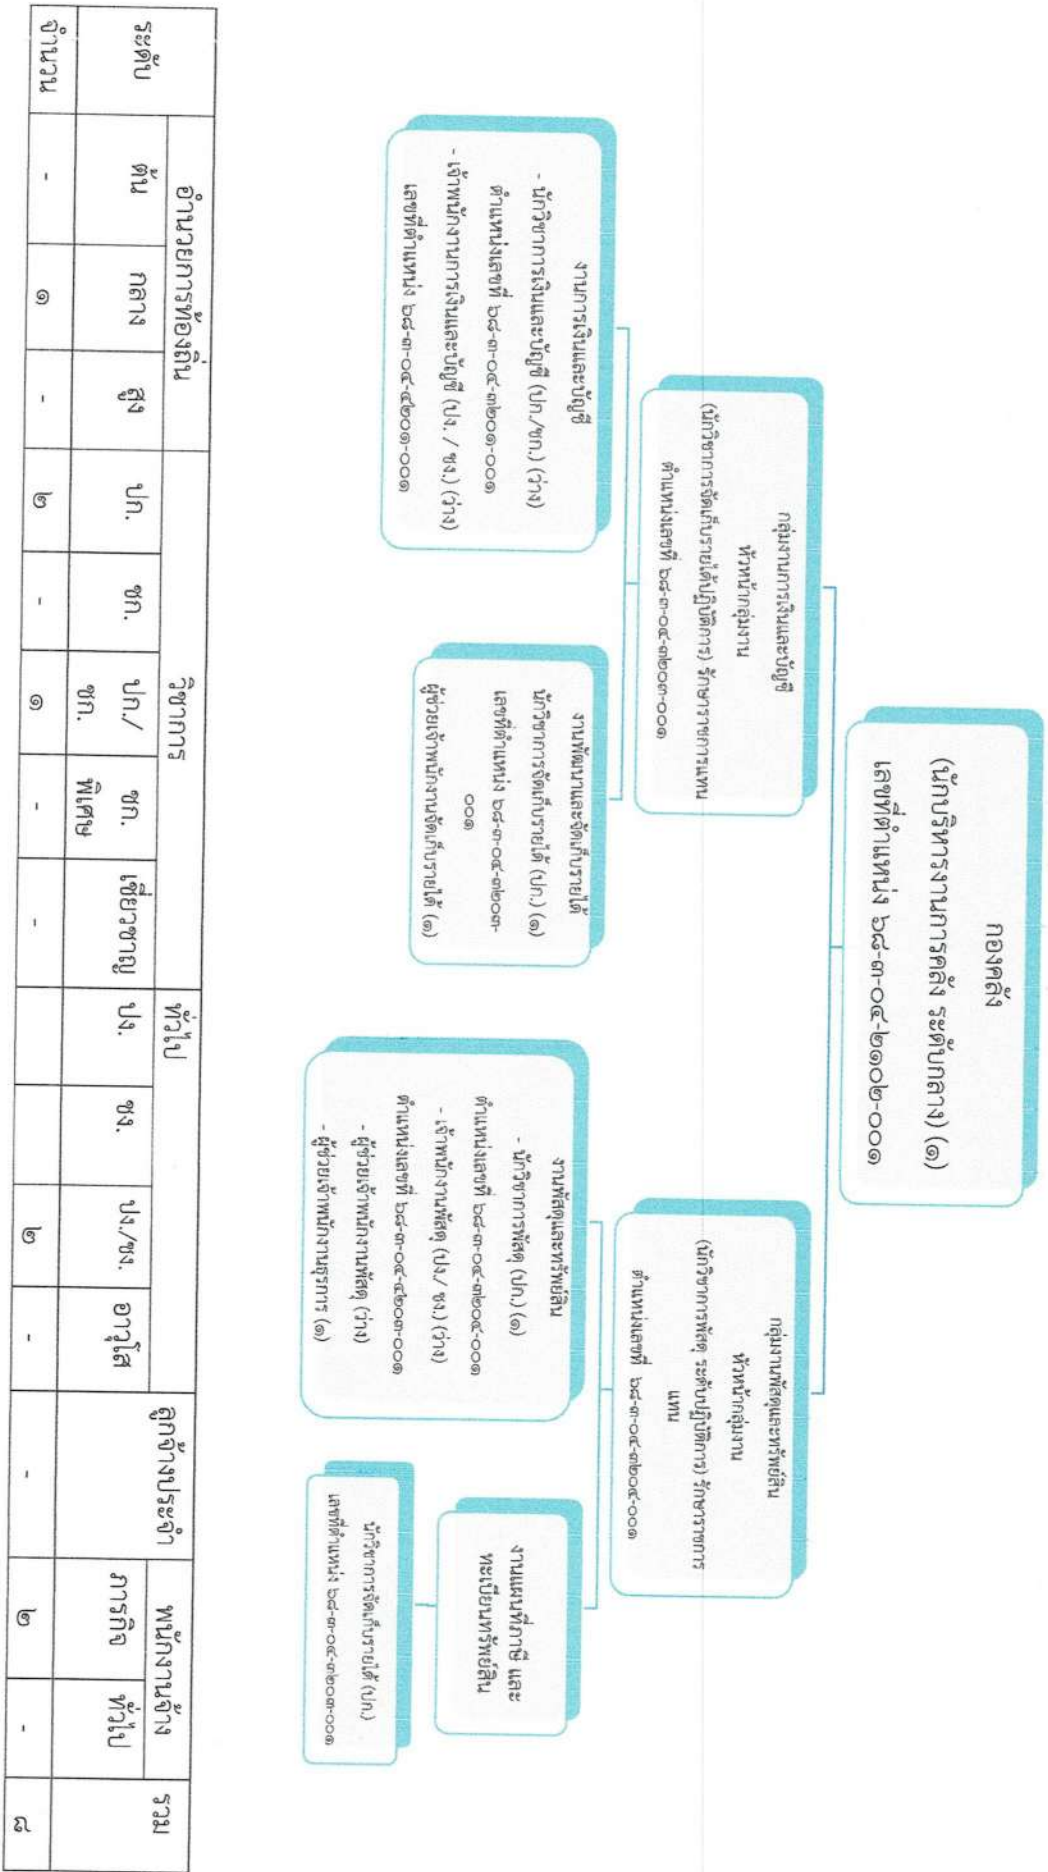 กองคลัง
(นักบริหารงานการคลัง ระดับกลาง) (๑)
เลขที่ตำแหน่ง ๖๘-๓-๐๔-๒๑๐๒-๐๐๑
กลุ่มงานการเงินและบัญชี
หัวหน้ากลุ่มงาน
(นักวิชาการจัดเก็บรายได้ปฏิบัติการ) รักษาราชการแทน
ตำแหน่งเลขที่ ๖๘-๓-๐๔-๓๒๐๓-๐๐๑
กลุ่มงานพัสดุและทรัพย์สิน
หัวหน้ากลุ่มงาน
(นักวิชาการพัสดุ ระดับปฏิบัติการ) รักษาราชการ
แทน
ตำแหน่งเลขที่ ๖๘-๓-๐๔-๓๒๐๔-๐๐๑
งานการเงินและบัญชี
- นักวิชาการเงินและบัญชี (ปก./ชก.) (ว่าง)
ตำแหน่งเลขที่ ๖๘-๓-๐๔-๓๒๐๑-๐๐๑
- เจ้าพนักงานการเงินและบัญชี (ปง. / ชง.) (ว่าง)
เลขที่ตำแหน่ง ๖๘-๓-๐๔-๔๒๐๑-๐๐๑
งานพัฒนาและจัดเก็บรายได้
นักวิชาการจัดเก็บรายได้ (ปก.) (๑)
เลขที่ตำแหน่ง ๖๘-๓-๐๔-๓๒๐๓-
๐๐๑
ผู้ช่วยเจ้าพนักงานจัดเก็บรายได้ (๑)
งานพัสดุและทรัพย์สิน
- นักวิชาการพัสดุ (ปก.) (๑)
ตำแหน่งเลขที่ ๖๘-๓-๐๔-๓๒๐๔-๐๐๑
- เจ้าพนักงานพัสดุ (ปง./ ชง.) (ว่าง)
ตำแหน่งเลขที่ ๖๘-๓-๐๔-๔๒๐๓-๐๐๑
- ผู้ช่วยเจ้าพนักงานพัสดุ (ว่าง)
- ผู้ช่วยเจ้าพนักงานธุรการ (๑)
งานแผนที่ภาษี และ
ทะเบียนทรัพย์สิน
นักวิชาการจัดเก็บรายได้ (ปก.)
เลขที่ตำแหน่ง ๖๘-๓-๐๔-๓๒๐๓-๐๐๑
ระดับ อำนวยการท้องถิ่น วิชาการ ทั่วไป ลูกจ้างประจำ พนักงานจ้าง รวม
ต้น กลาง สูง ปก. ชก. ปก./ ชก. เชี่ยวชาญ ปง. ชง. ปง./ชง. อาวุโส ภารกิจ ทั่วไป
ชก. พิเศษ
จำนวน - ๑ - ๒ - ๑ - - ๒ - - ๒ - ๘